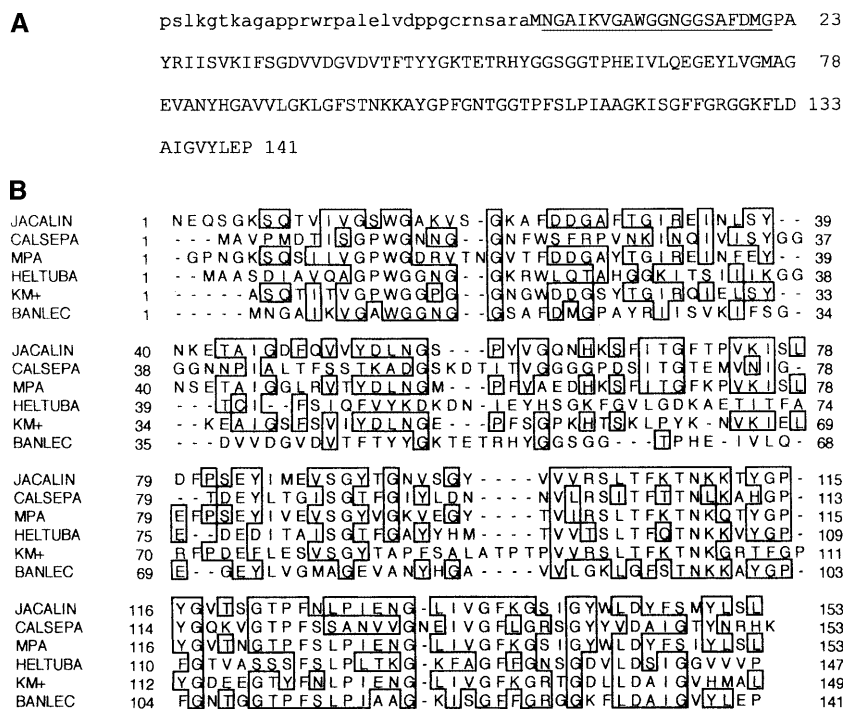 A pslkgtkagapprwrpalelvdppgcrnsaraMNGAIKVGAWGGNGGSAFDMGPA 23
YRIISVKIFSGDVVDGVDVTFTYYGKTETRHYGGSGGTPHEIVLQEGEYLVGMAG 78
EVANYHGAVVLGKLGFSTNKKAYGPFGNTGGTPFSLPIAAGKISGFFGRGGKFLD 133
AIGVYLEP 141
B
JACALIN 1 NEQSGKSQTVIVGSWGAKVS-GKAFDDGAFTGIREINLSY-- 39
CALSEPA 1 ---MAVPMDTISGPWGNNG--GNFWSFRPVNKINQIVISYGG 37
MPA 1 -GPNGKSQSIIVGPWGDRVTNGVTFDDGAYTGIREINFEY-- 39
HELTUBA 1 --MAASDIAVQAGPWGGNG--GKRWLQTAHGGKITSIIIKGG 38
KM+ 1 -----ASQTITVGPWGGPG--GNGWDDGSYTGIRQIELSY-- 33
BANLEC 1 ----MNGAIKVGAWGGNG--GSAFDMGPAYRIISVKIFSG- 34
JACALIN 40 NKETAIGDFQVVYDLNGS---PYVGQNHKSFITGFTPVKISL 78
CALSEPA 38 GGNNPIALTFSSTKADGSKDTITVGGGGPDSITGTEMVNIG- 78
MPA 40 NSETAIGGLRVTYDLNGM---PFVAEDHKSFITGFKPVKISL 78
HELTUBA 39 --TCI--FSIQFVYKDKDN-IEYHSGKFGVLGDKAETITFA 74
KM+ 34 -KEAIGSFSVIYDLNGE---PFSGPKHTSKLPYK-NVKIEL 69
BANLEC 35 ---DVVDGVDVTFTYYGKTETRHYGGSGG---TPHE-IVLQ- 68
JACALIN 79 DFPSEYIMEVSGYTGNVSGY----VVVRSLTFKTNKKTYGP- 115
CALSEPA 79 --TDEYLTGISGTFGIYLDN----NVLRSITFTTNLKAHGP- 113
MPA 79 EFPSEYIVEVSGYVGKVEGY----TVIRSLTFKTNKQTYGP- 115
HELTUBA 75 E--DEDITAISGTFGAYYHM----TVVTSLTFQTNKKVYGP- 109
KM+ 70 RFPDEFLESVSGYTAPFSALATPTPVVRSLTFKTNKGRTFGP 111
BANLEC 69 E--GEYLVGMAGEVANYHGA----VVLGKLGFSTNKKAYGP- 103
JACALIN 116 YGVTSGTPFNLPIENG-LIVGFKGSIGYWLDYFSMYLSL 153
CALSEPA 114 YGQKVGTPFSSANVVGNEIVGFLGRSGYYVDAIGTYNRHK 153
MPA 116 YGVTNGTPFSLPIENG-LIVGFKGSIGYWLDYFSIYLSL 153
HELTUBA 110 FGTVASSSFSLPLTKG-KFAGFFGNSGDVLDSIGGVVVP 147
KM+ 112 YGDEEGTYFNLPIENG-LIVGFKGRTGDLLDAIGVHMAL 149
BANLEC 104 FGNTGGTPFSLPIAAG-KISGFFGRGGKFLDAIGVYLEP 141